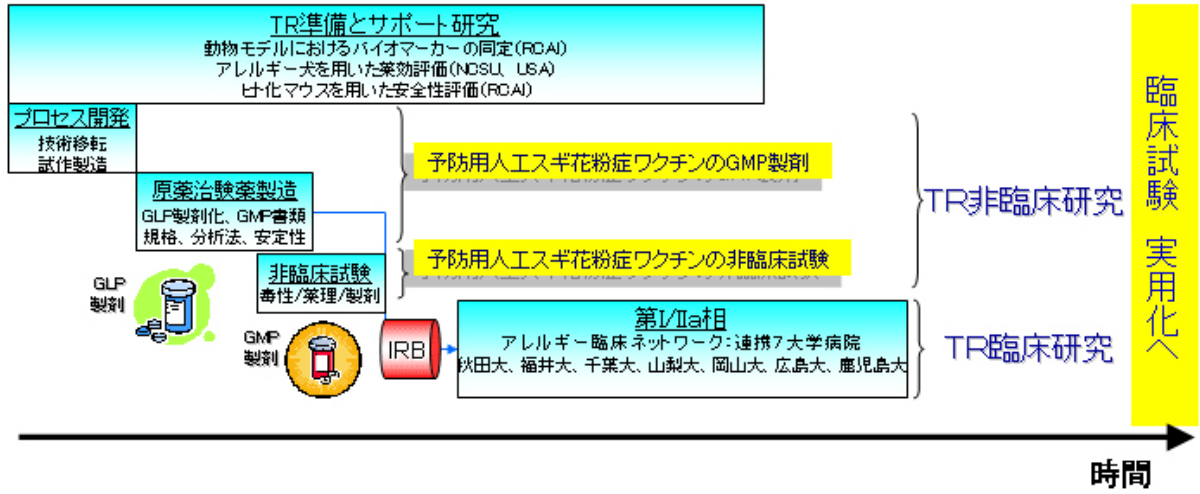 TR準備とサポート研究
動物モデルにおけるバイオマーカーの同定(RCAI)
アレルギー犬を用いた薬効評価(NCSU, USA)
ヒト化マウスを用いた安全性評価(RCAI)
プロセス開発
技術移転
試作製造
原薬治験薬製造
GLP製剤化、GMP書類
規格、分析法、安定性
予防用人工スギ花粉症ワクチンのGMP製剤
予防用人工スギ花粉症ワクチンの非臨床試験
TR非臨床研究
非臨床試験
毒性/薬理/製剤
GLP
製剤
GMP
製剤
IRB
第I/IIa相
アレルギー臨床ネットワーク:連携7大学病院
秋田大、福井大、千葉大、山梨大、岡山大、広島大、鹿児島大
TR臨床研究
臨床試験 実用化へ
時間